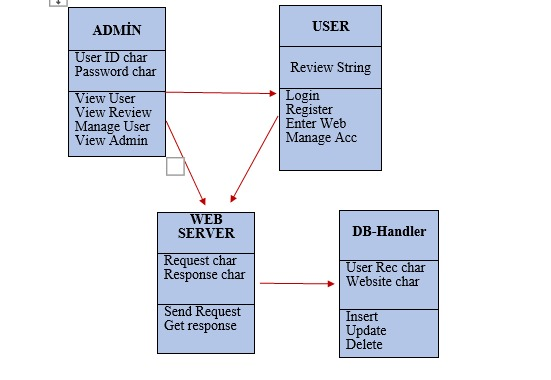 ADMİN
User ID char
Password char
View User
View Review
Manage User
View Admin
USER
Review String
Login
Register
Enter Web
Manage Acc
WEB
SERVER
Request char
Response char
Send Request
Get response
DB-Handler
User Rec char
Website char
Insert
Update
Delete